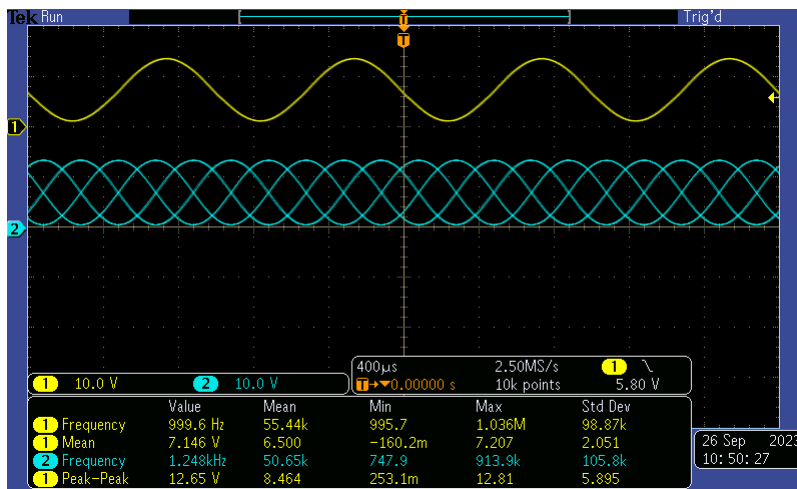 Tek Run Trig'd
T
T
1
2
1 10.0 V 2 10.0 V
400µs 2.50MS/s 1
T→▼0.00000 s 10k points 5.80 V
Value Mean Min Max Std Dev
1 Frequency 999.6 Hz 55.44k 995.7 1.036M 98.87k
1 Mean 7.146 V 6.500 −160.2m 7.207 2.051
2 Frequency 1.248kHz 50.65k 747.9 913.9k 105.8k
1 Peak−Peak 12.65 V 8.464 253.1m 12.81 5.895
26 Sep 2023
10:50:27